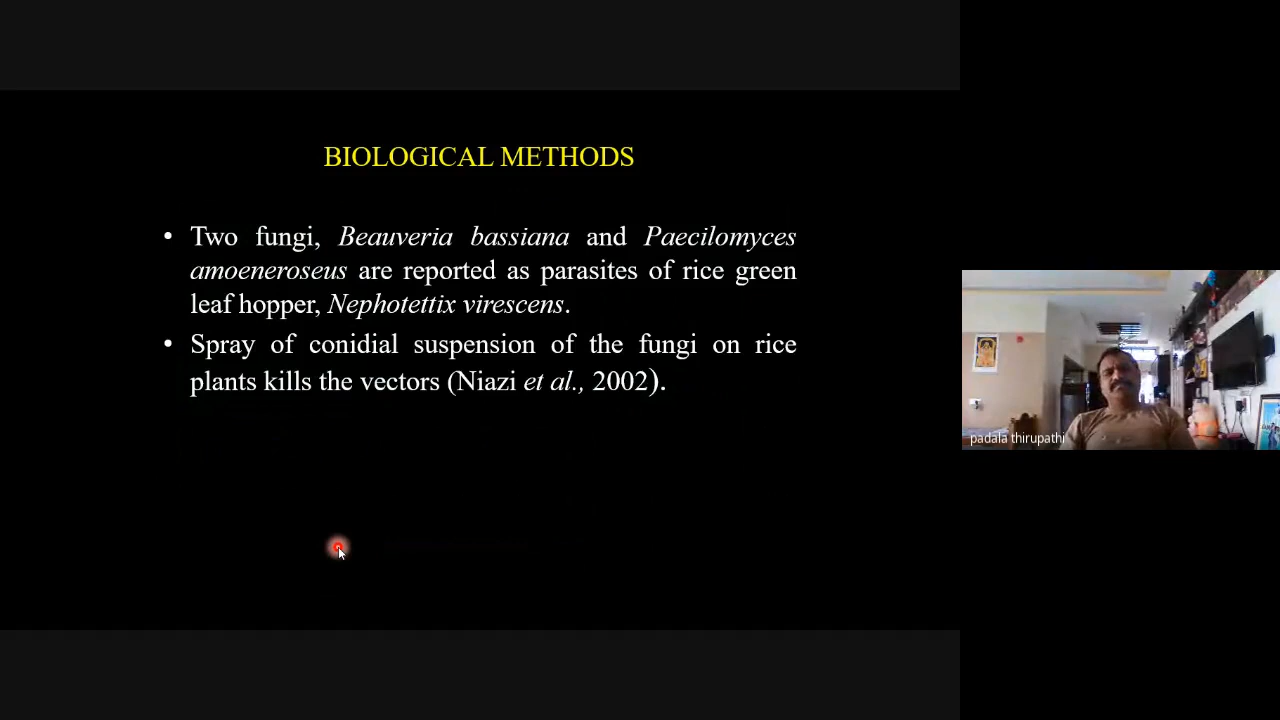 BIOLOGICAL METHODS
• Two fungi, Beauveria bassiana and Paecilomyces
amoeneroseus are reported as parasites of rice green
leaf hopper, Nephotettix virescens.
• Spray of conidial suspension of the fungi on rice
plants kills the vectors (Niazi et al., 2002).
padala thirupathi